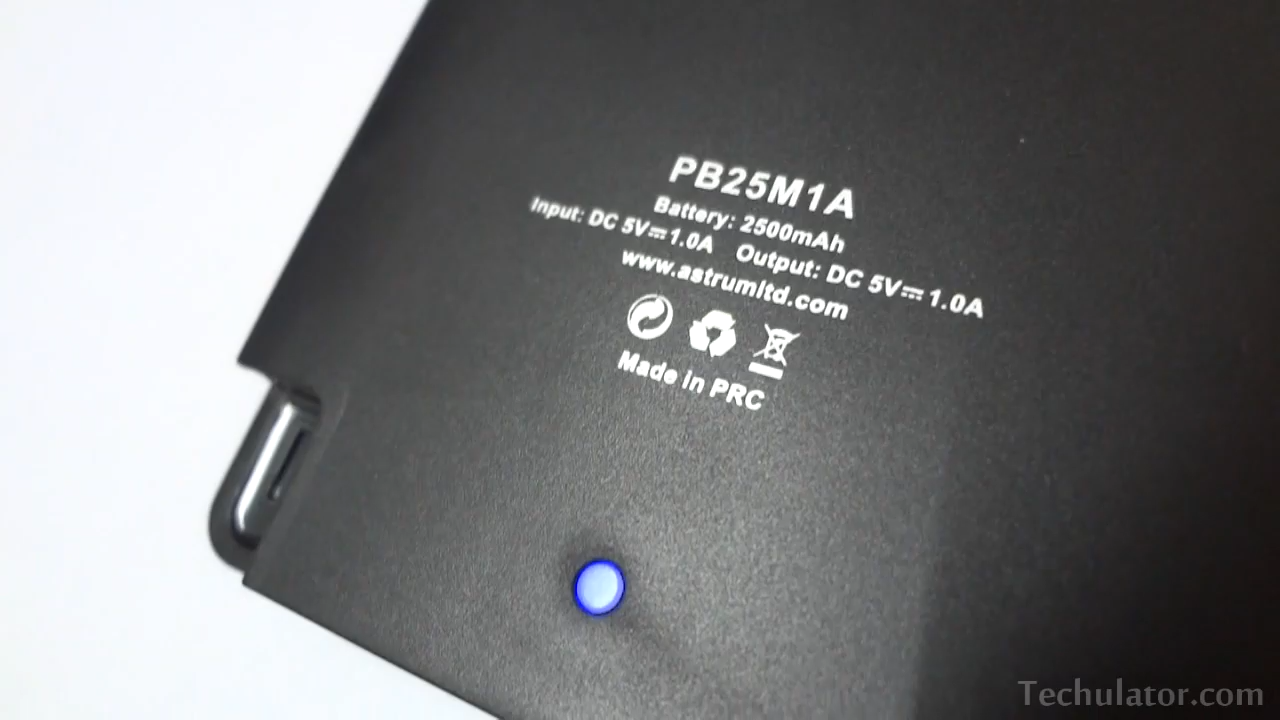 PB25M1A
Battery: 2500mAh
Input: DC 5V⎓1.0A Output: DC 5V⎓1.0A
www.astrumltd.com
Made in PRC
Techulator.com